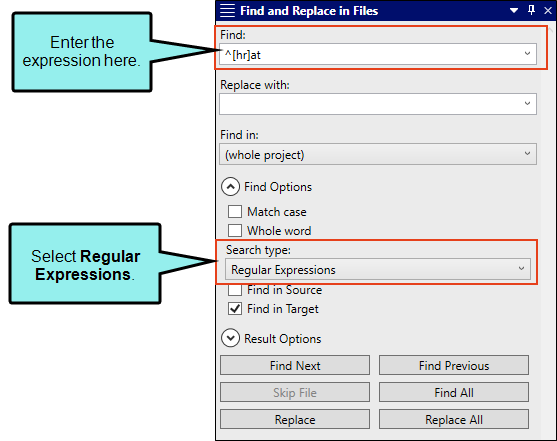 Find and Replace in Files
Enter the
expression here.
Find:
^[hr]at
Replace with:
Find in:
(whole project)
Find Options
Match case
Whole word
Select Regular
Expressions.
Search type:
Regular Expressions
Find in Source
Find in Target
Result Options
Find Next
Find Previous
Skip File
Find All
Replace
Replace All